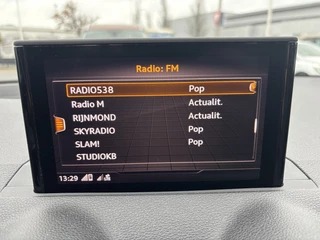 Radio: FM
RADIO538 Pop
Radio M Actualit.
RIJNMOND Actualit.
SKYRADIO Pop
SLAM! Pop
STUDIOKB
13:29